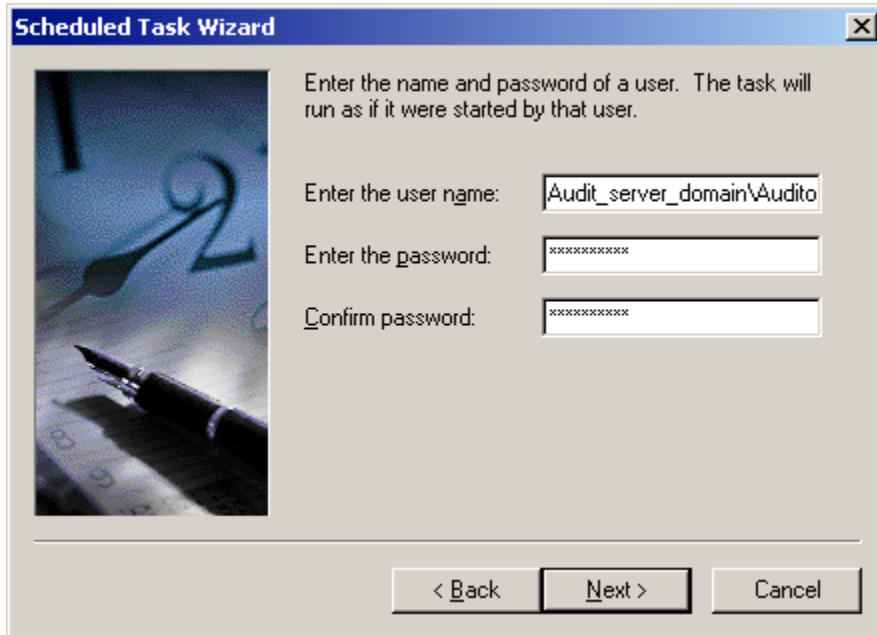 Scheduled Task Wizard
Enter the name and password of a user. The task will
run as if it were started by that user.
Enter the user name:
Audit_server_domain\Audito
Enter the password:
**********
Confirm password:
**********
< Back
Next >
Cancel